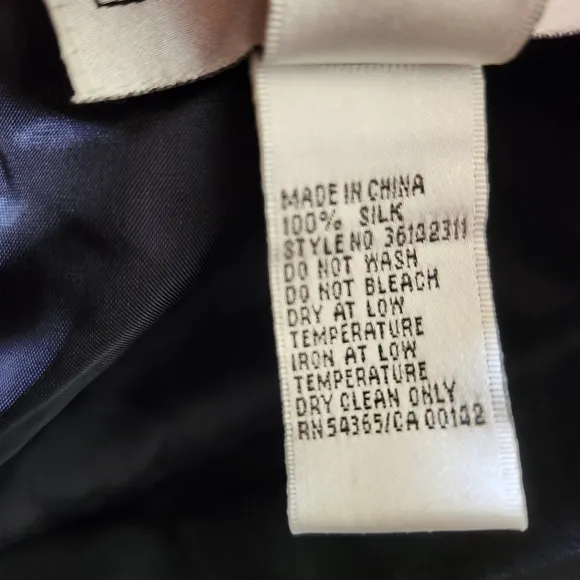 MADE IN CHINA
100% SILK
STYLE NO 36142311
DO NOT WASH
DO NOT BLEACH
DRY AT LOW
TEMPERATURE
IRON AT LOW
TEMPERATURE
DRY CLEAN ONLY
RN54365/CA 00142